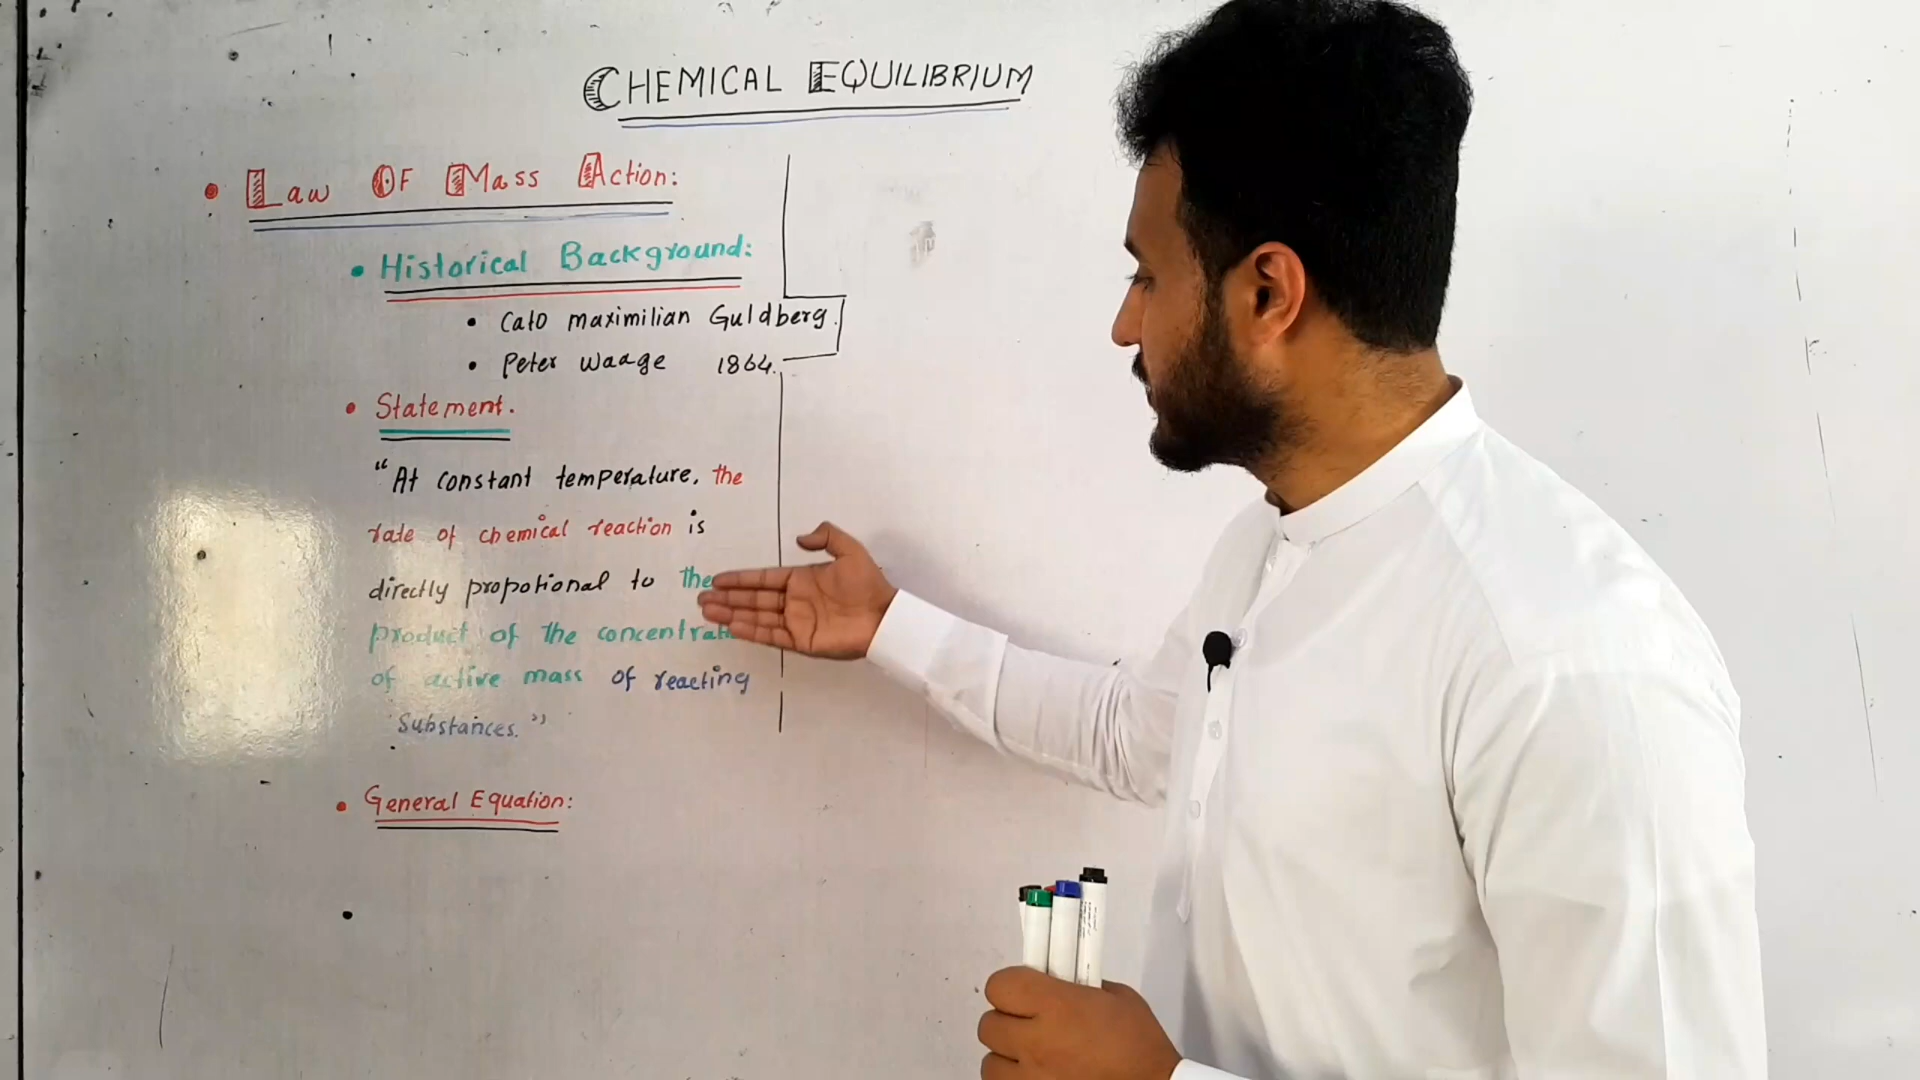 CHEMICAL EQUILIBRIUM
• Law OF Mass Action:
• Historical Background:
• Cato maximilian Guldberg.
• Peter waage 1864.
• Statement.
"At constant temperature, the
rate of chemical reaction is
directly propotional to the
product of the concentrat
of active mass of reacting
Substances."
• General Equation: